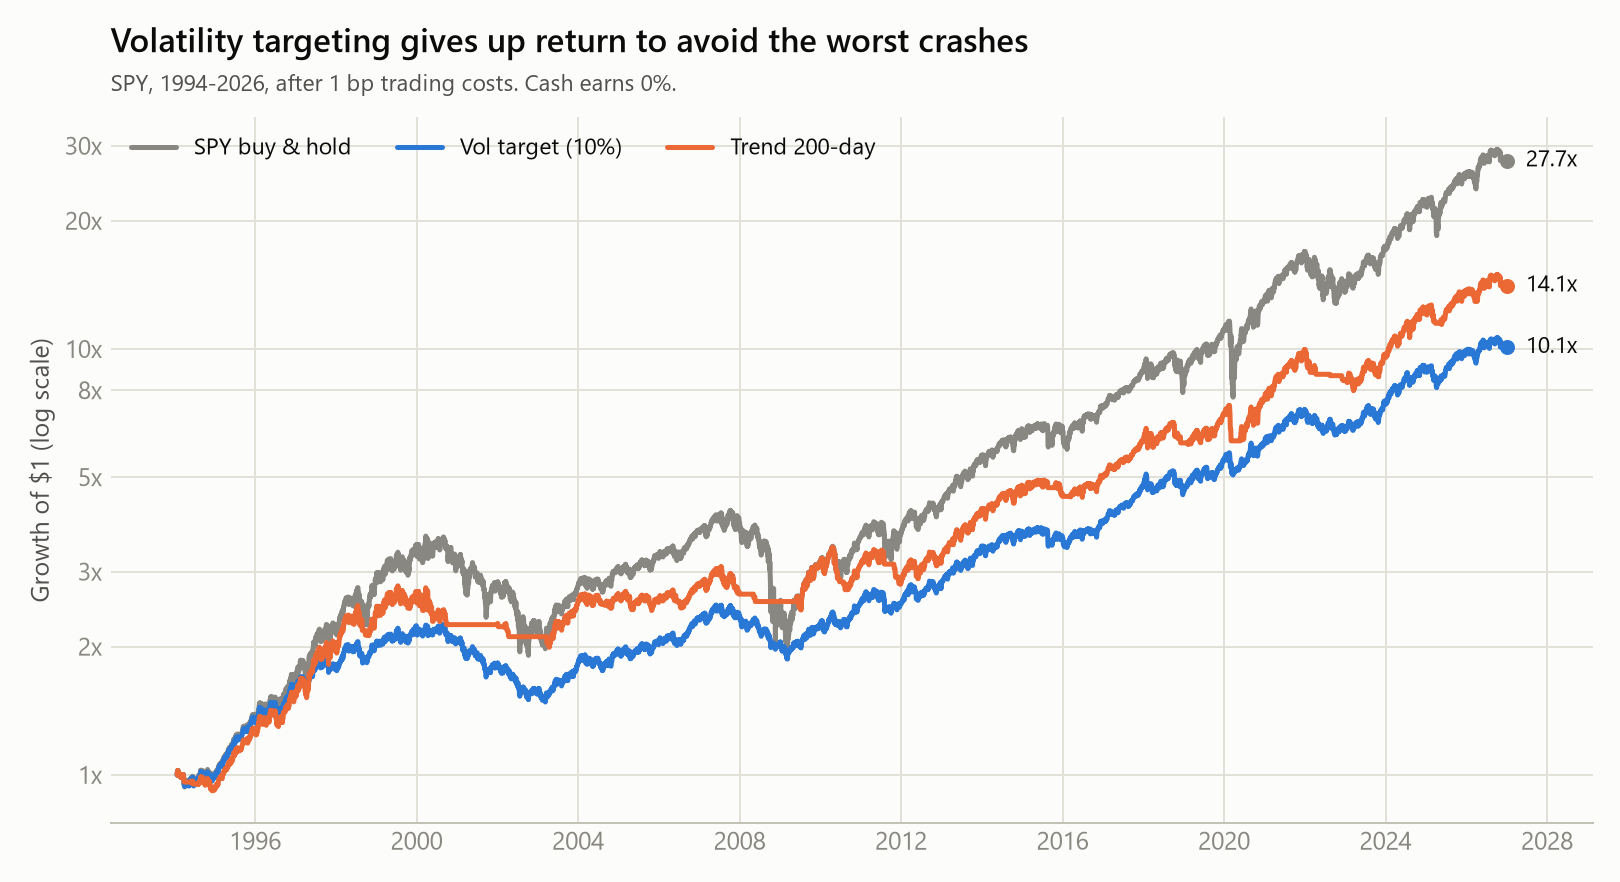 Volatility targeting gives up return to avoid the worst crashes
SPY, 1994-2026, after 1 bp trading costs. Cash earns 0%.
SPY buy & hold
Vol target (10%)
Trend 200-day
Growth of $1 (log scale)
30x
20x
10x
8x
5x
3x
2x
1x
27.7x
14.1x
10.1x
1996 2000 2004 2008 2012 2016 2020 2024 2028